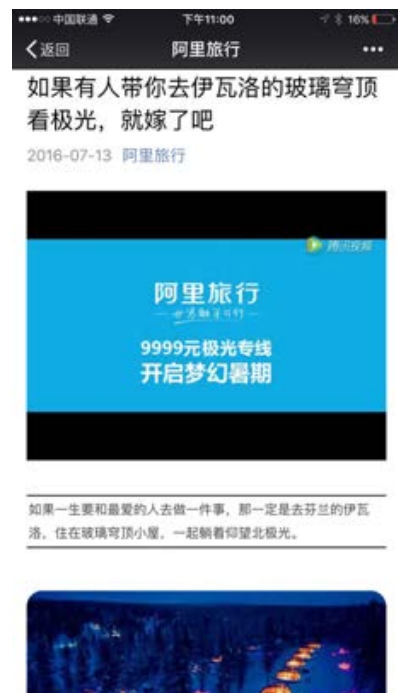 中国联通 下午11:00 16%
返回 阿里旅行
如果有人带你去伊瓦洛的玻璃穹顶
看极光，就嫁了吧
2016-07-13 阿里旅行
腾讯视频
阿里旅行
9999元极光专线
开启梦幻暑期
如果一生要和最爱的人去做一件事，那一定是去芬兰的伊瓦
洛，住在玻璃穹顶小屋，一起躺着仰望北极光。